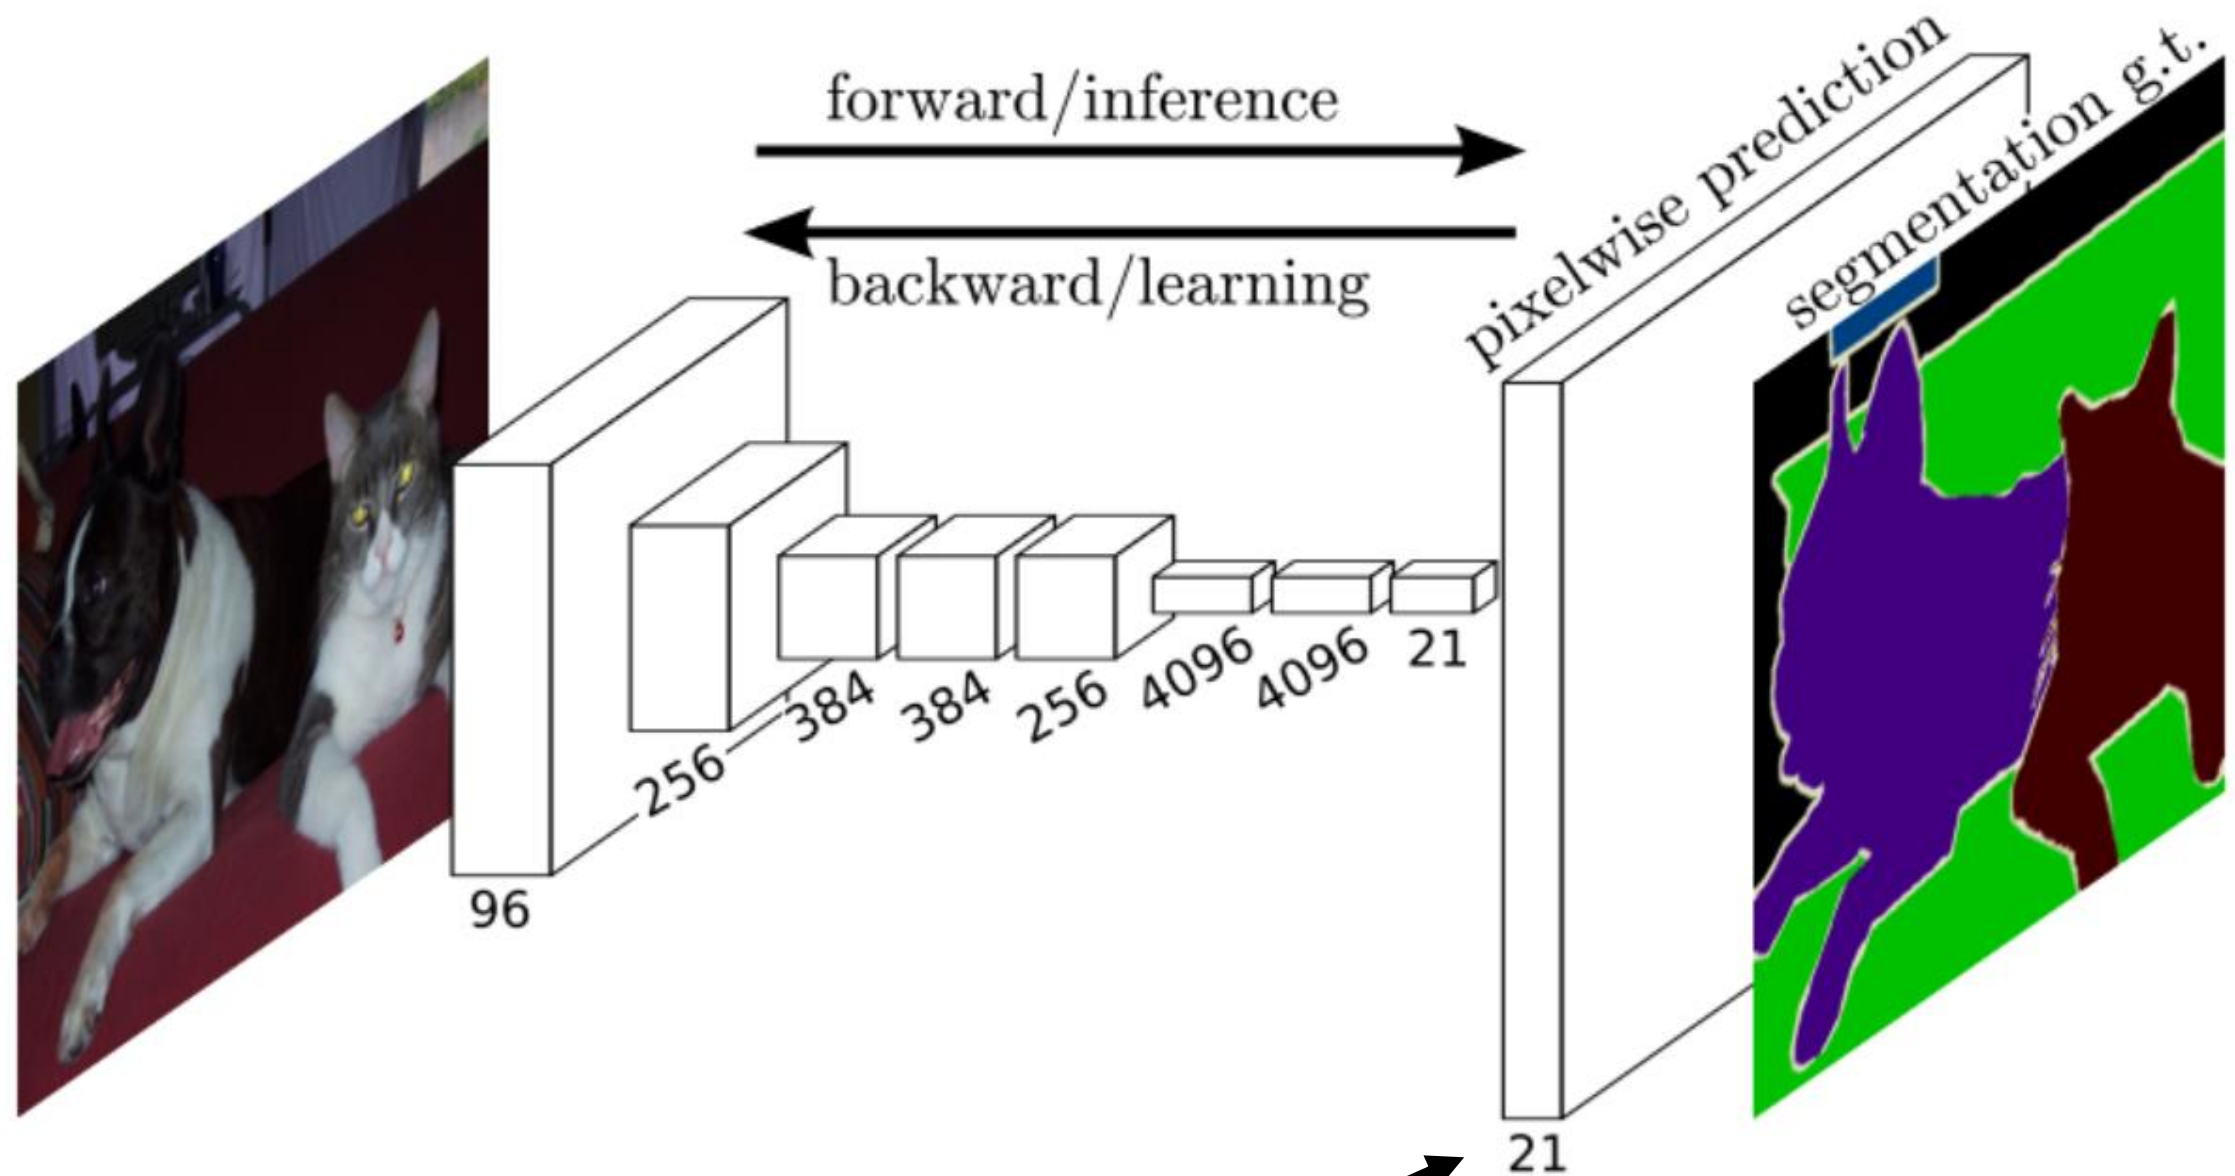 forward/inference
backward/learning
pixelwise prediction
segmentation g.t.
96
256
384
384
256
4096
4096
21
21